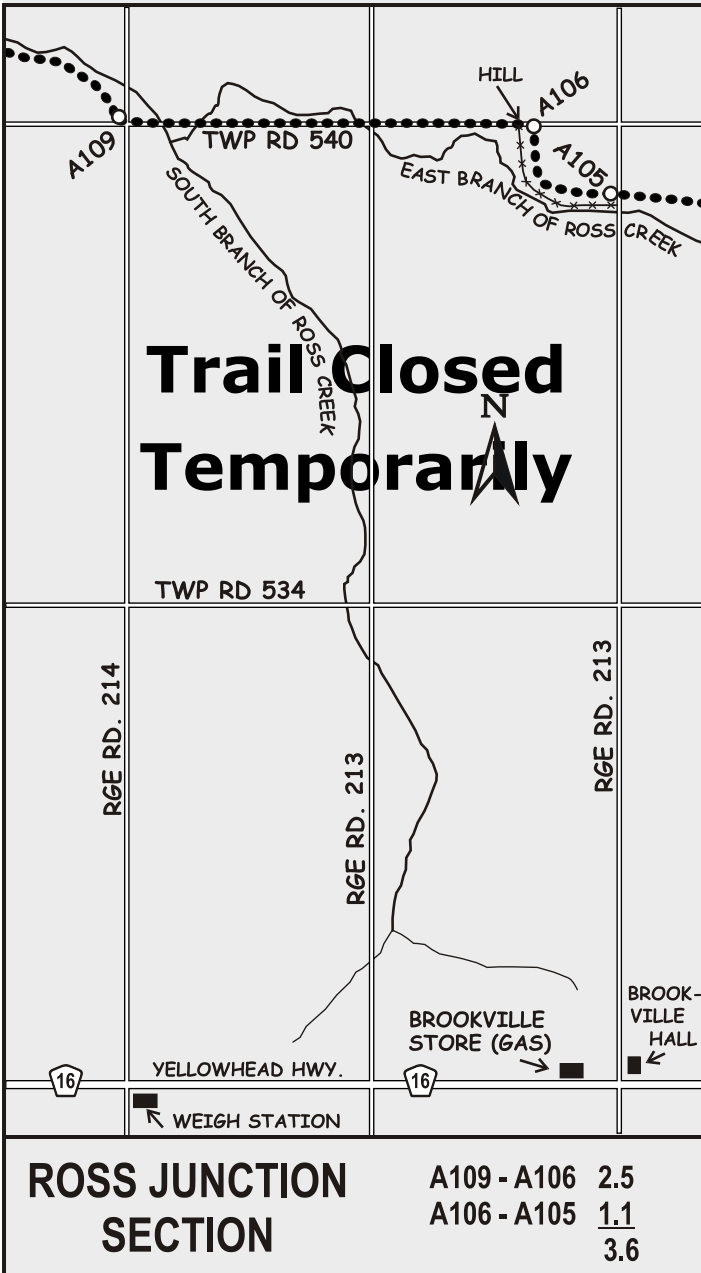 HILL
A106
A109
TWP RD 540
A105
EAST BRANCH OF ROSS CREEK
SOUTH BRANCH OF ROSS CREEK
Trail Closed
N
Temporarily
TWP RD 534
RGE RD. 214
RGE RD. 213
RGE RD. 213
BROOK-
VILLE
HALL
BROOKVILLE
STORE (GAS)
16
YELLOWHEAD HWY.
16
WEIGH STATION
ROSS JUNCTION
SECTION
A109 - A106 2.5
A106 - A105 1.1
3.6